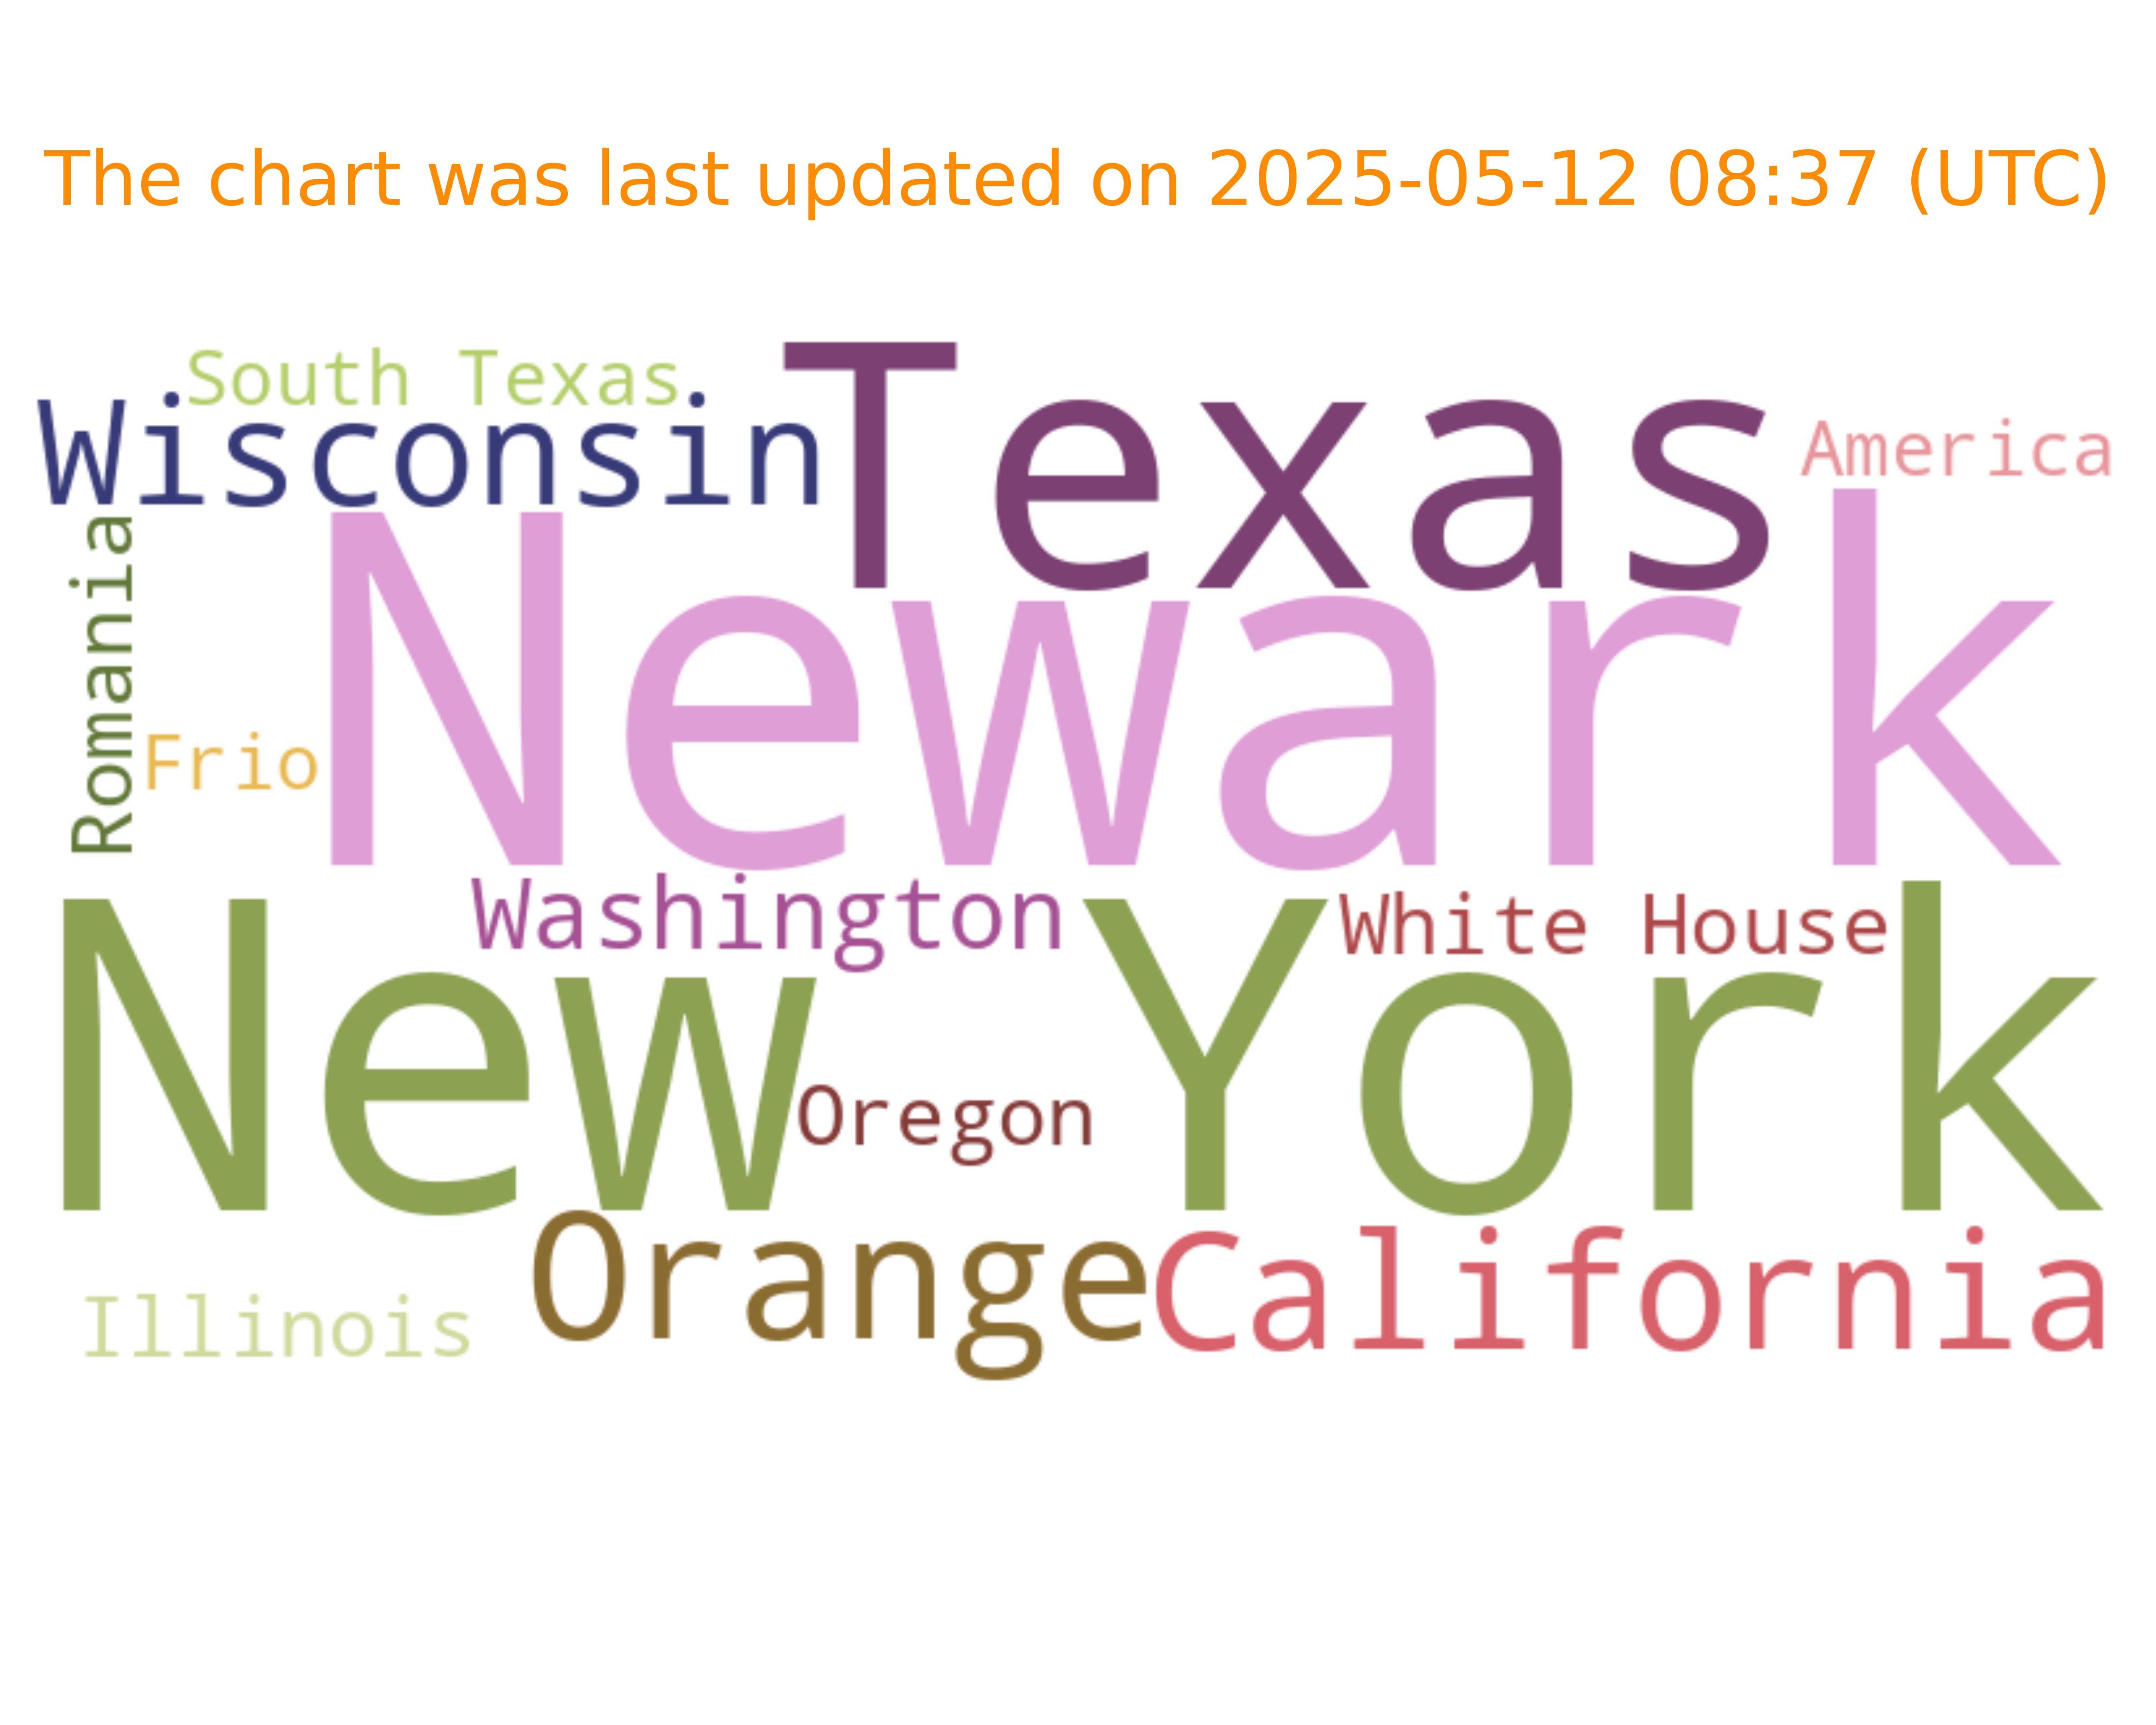 The chart was last updated on 2025-05-12 08:37 (UTC)
South Texas
Wisconsin
Texas
America
Romania
Frio
Newark
Washington
White House
New York
Oregon
Orange
California
Illinois